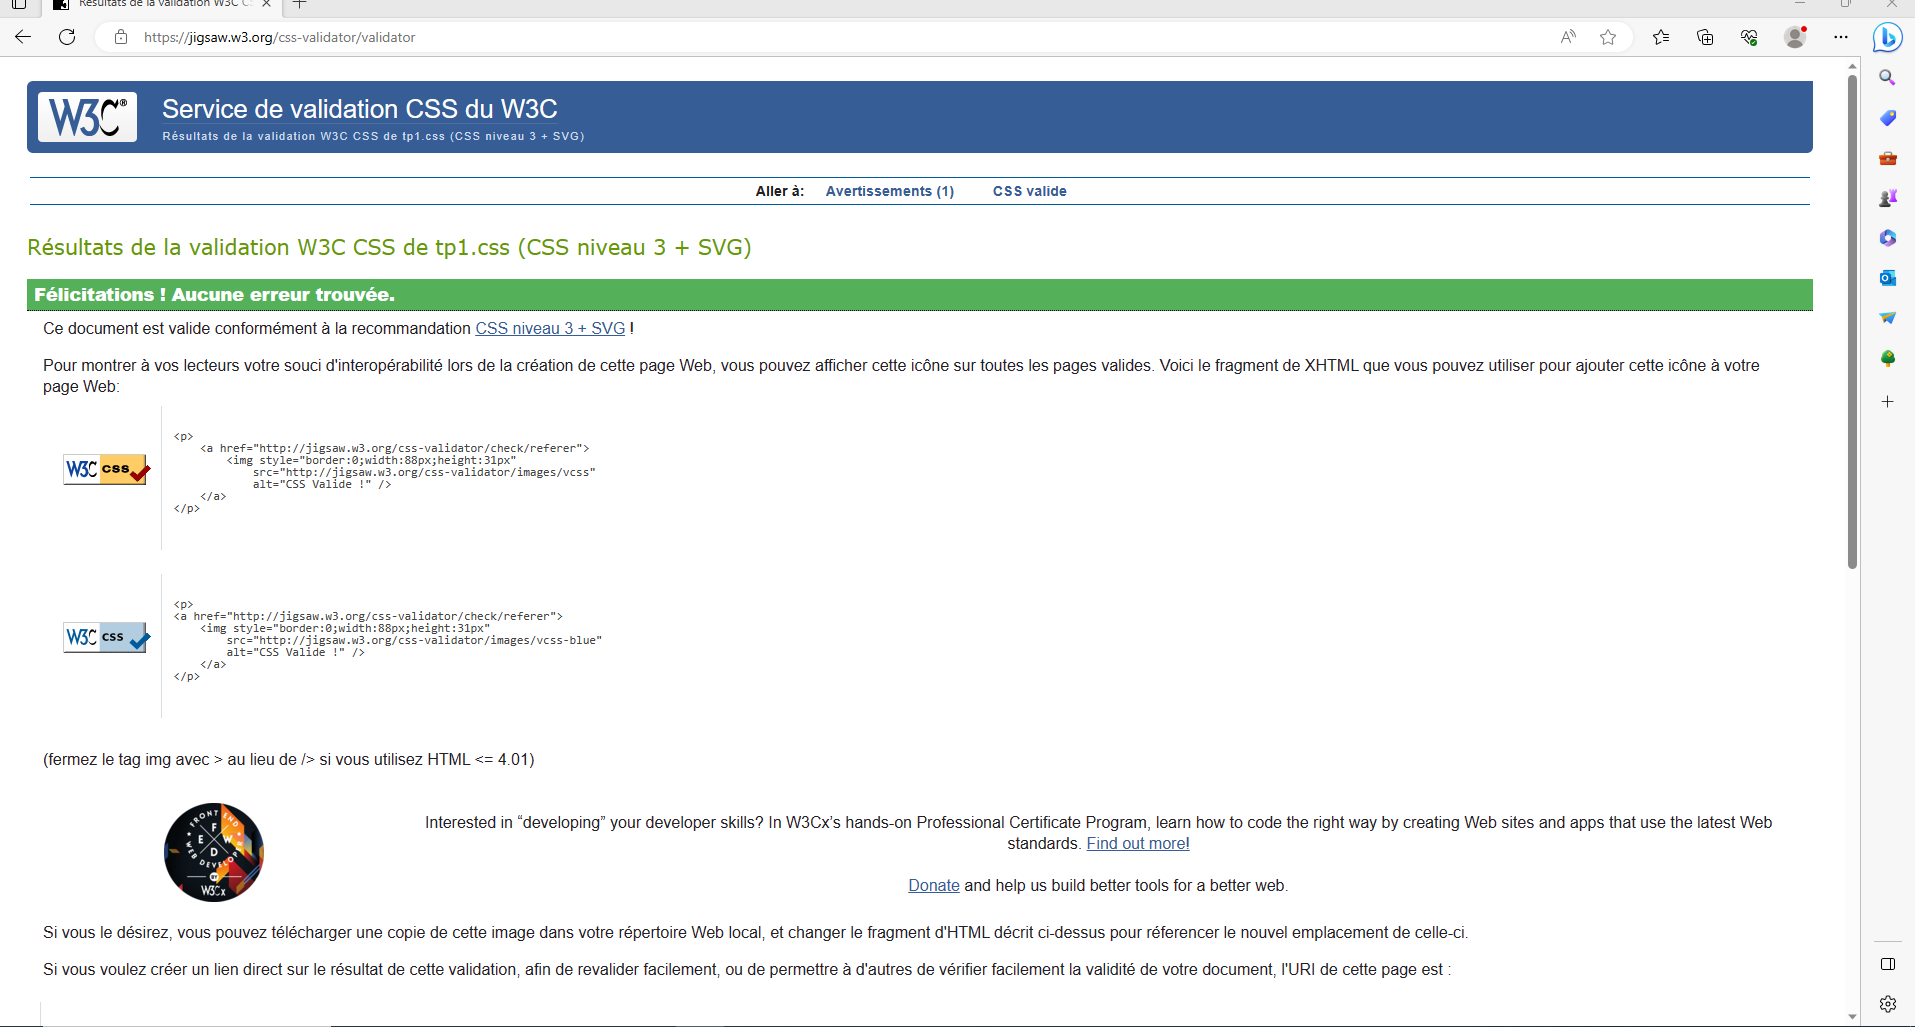 Résultats de la validation W3C CS
https://jigsaw.w3.org/css-validator/validator
W3C®
Service de validation CSS du W3C
Résultats de la validation W3C CSS de tp1.css (CSS niveau 3 + SVG)
Aller à: Avertissements (1) CSS valide
Résultats de la validation W3C CSS de tp1.css (CSS niveau 3 + SVG)
Félicitations ! Aucune erreur trouvée.
Ce document est valide conformément à la recommandation CSS niveau 3 + SVG !
Pour montrer à vos lecteurs votre souci d'interopérabilité lors de la création de cette page Web, vous pouvez afficher cette icône sur toutes les pages valides. Voici le fragment de XHTML que vous pouvez utiliser pour ajouter cette icône à votre
page Web:
W3C css
<p>
<a href="http://jigsaw.w3.org/css-validator/check/referer">
<img style="border:0;width:88px;height:31px"
src="http://jigsaw.w3.org/css-validator/images/vcss"
alt="CSS Valide !" />
</a>
</p>
W3C css
<p>
<a href="http://jigsaw.w3.org/css-validator/check/referer">
<img style="border:0;width:88px;height:31px"
src="http://jigsaw.w3.org/css-validator/images/vcss-blue"
alt="CSS Valide !" />
</a>
</p>
(fermez le tag img avec > au lieu de /> si vous utilisez HTML <= 4.01)
FRONT END
F
E W
D
WEB DEVELOPER
BY
W3Cx
Interested in “developing” your developer skills? In W3Cx’s hands-on Professional Certificate Program, learn how to code the right way by creating Web sites and apps that use the latest Web
standards. Find out more!
Donate and help us build better tools for a better web.
Si vous le désirez, vous pouvez télécharger une copie de cette image dans votre répertoire Web local, et changer le fragment d'HTML décrit ci-dessus pour réferencer le nouvel emplacement de celle-ci.
Si vous voulez créer un lien direct sur le résultat de cette validation, afin de revalider facilement, ou de permettre à d'autres de vérifier facilement la validité de votre document, l'URI de cette page est :